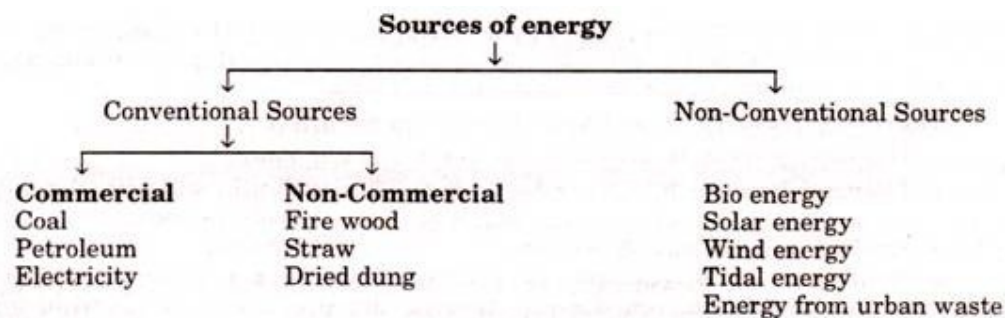 Sources of energy
Conventional Sources
Non-Conventional Sources
Commercial
Coal
Petroleum
Electricity
Non-Commercial
Fire wood
Straw
Dried dung
Bio energy
Solar energy
Wind energy
Tidal energy
Energy from urban waste